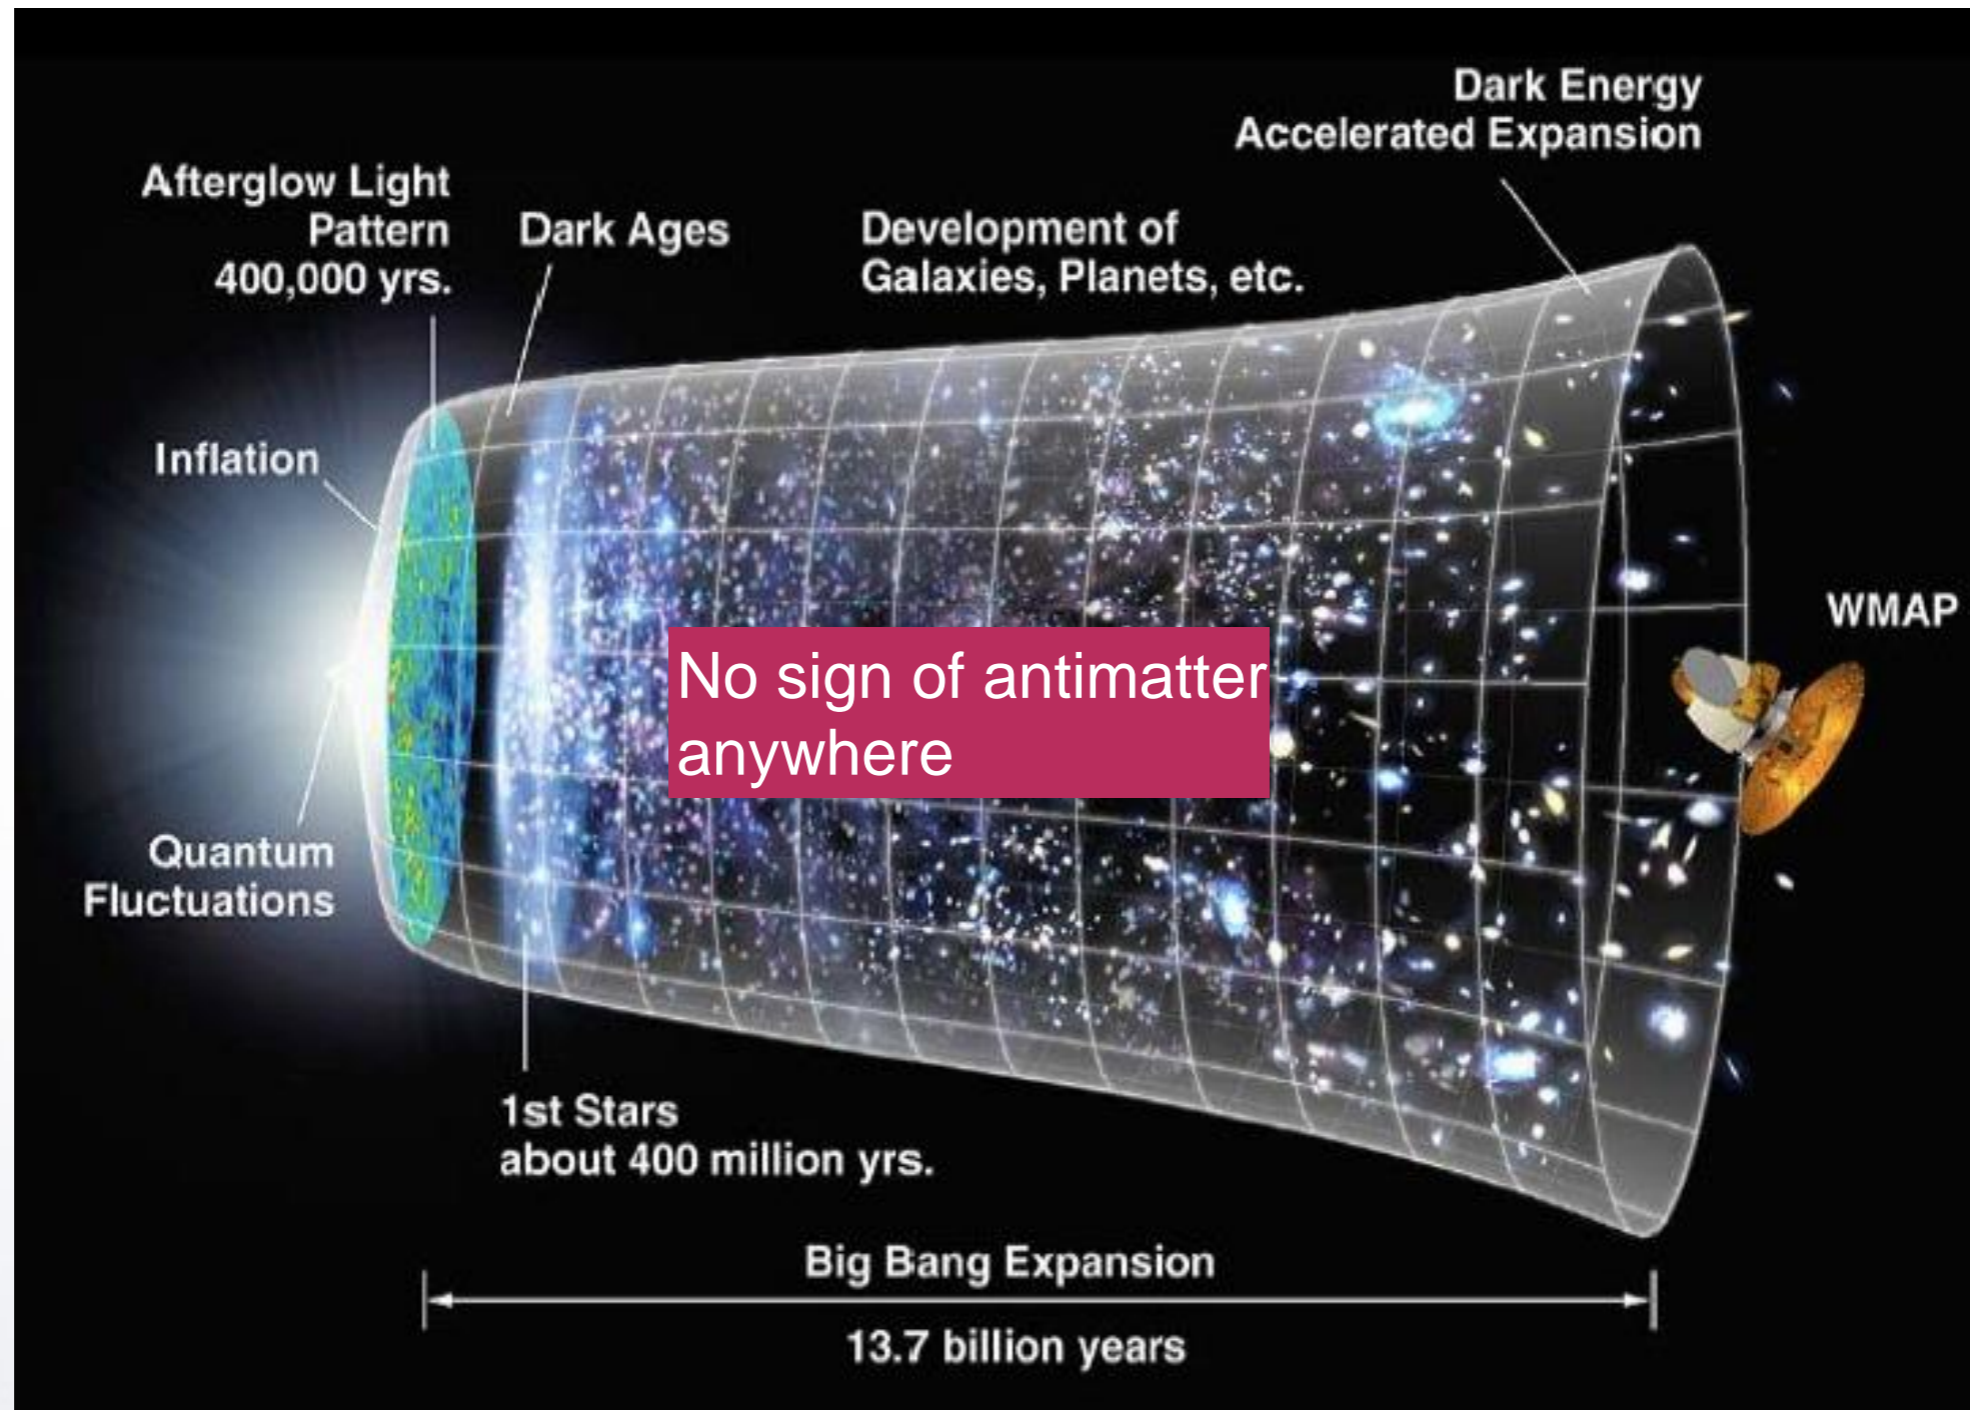 Dark Energy
Accelerated Expansion
Afterglow Light
Pattern
400,000 yrs.
Dark Ages
Development of
Galaxies, Planets, etc.
Inflation
WMAP
No sign of antimatter
anywhere
Quantum
Fluctuations
1st Stars
about 400 million yrs.
Big Bang Expansion
13.7 billion years